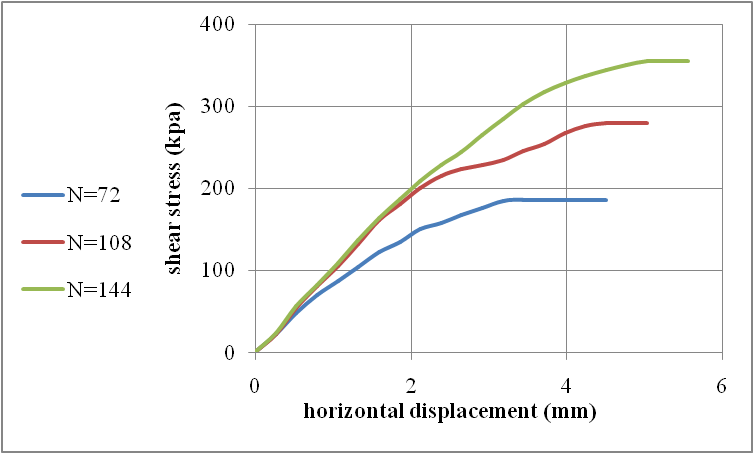 400
300
200
100
0
shear stress (kpa)
N=72
N=108
N=144
0
2
4
6
horizontal displacement (mm)